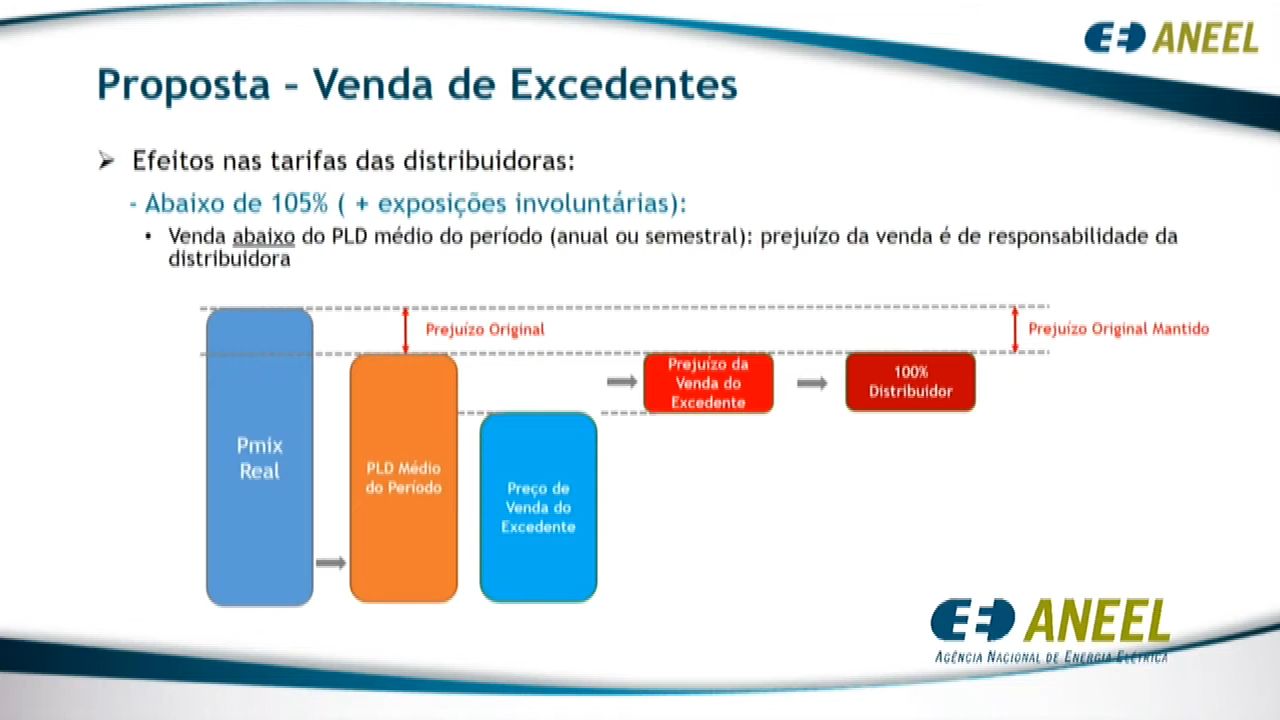 ANEEL
Proposta - Venda de Excedentes
➢ Efeitos nas tarifas das distribuidoras:
- Abaixo de 105% ( + exposições involuntárias):
• Venda abaixo do PLD médio do período (anual ou semestral): prejuízo da venda é de responsabilidade da
distribuidora
Prejuízo Original
Prejuízo Original Mantido
Prejuízo da
Venda do
Excedente
100%
Distribuidor
Pmix
Real
PLD Médio
do Período
Preço de
Venda do
Excedente
ANEEL
AGÊNCIA NACIONAL DE ENERGIA ELÉTRICA